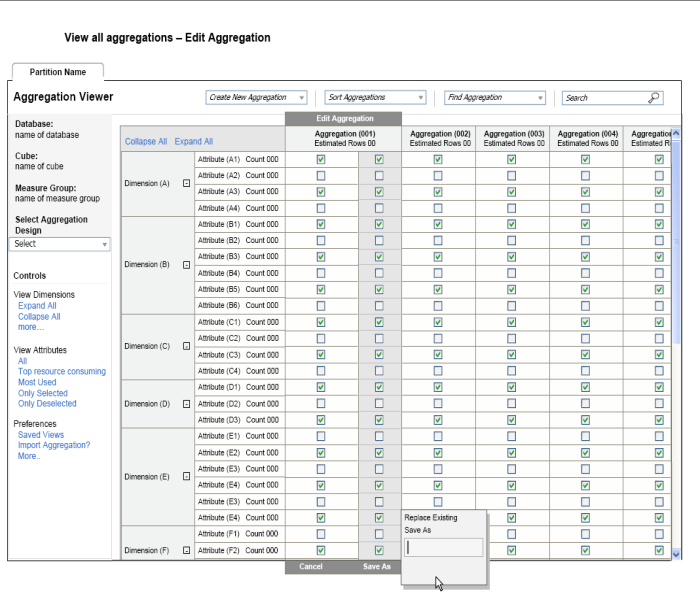 View all aggregations – Edit Aggregation
Partition Name
Aggregation Viewer
Create New Aggregation
Sort Aggregations
Find Aggregation
Search
Database:
name of database
Cube:
name of cube
Measure Group:
name of measure group
Select Aggregation
Design
Select
Controls
View Dimensions
Expand All
Collapse All
more...
View Attributes
All
Top resource consuming
Most Used
Only Selected
Only Deselected
Preferences
Saved Views
Import Aggregation?
More..
Edit Aggregation
Collapse All Expand All
Aggregation (001)
Estimated Rows 00
Aggregation (002)
Estimated Rows 00
Aggregation (003)
Estimated Rows 00
Aggregation (004)
Estimated Rows 00
Aggregation
Estimated R
Dimension (A)
Attribute (A1) Count 000
Attribute (A2) Count 000
Attribute (A3) Count 000
Attribute (A4) Count 000
Dimension (B)
Attribute (B1) Count 000
Attribute (B2) Count 000
Attribute (B3) Count 000
Attribute (B4) Count 000
Attribute (B5) Count 000
Attribute (B6) Count 000
Dimension (C)
Attribute (C1) Count 000
Attribute (C2) Count 000
Attribute (C3) Count 000
Attribute (C4) Count 000
Dimension (D)
Attribute (D1) Count 000
Attribute (D2) Count 000
Attribute (D3) Count 000
Dimension (E)
Attribute (E1) Count 000
Attribute (E2) Count 000
Attribute (E3) Count 000
Attribute (E4) Count 000
Attribute (E3) Count 000
Attribute (E4) Count 000
Dimension (F)
Attribute (F1) Count 000
Attribute (F2) Count 000
Replace Existing
Save As
Cancel
Save As